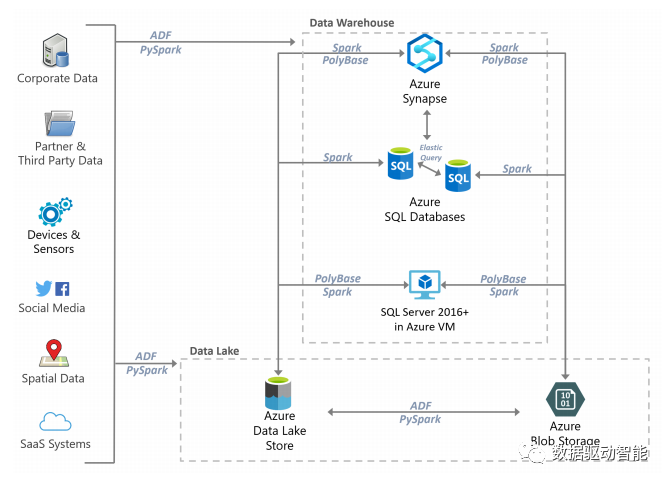 Data Warehouse
ADF
PySpark
Spark
PolyBase
Spark
PolyBase
Azure
Synapse
Corporate Data
Partner &
Third Party Data
Spark
SQL
Elastic
Query
SQL
Spark
Azure
SQL Databases
Devices &
Sensors
Social Media
PolyBase
Spark
PolyBase
Spark
SQL Server 2016+
in Azure VM
Data Lake
ADF
PySpark
Spatial Data
SaaS Systems
Azure
Data Lake
Store
ADF
PySpark
10
01
Azure
Blob Storage
数据驱动智能